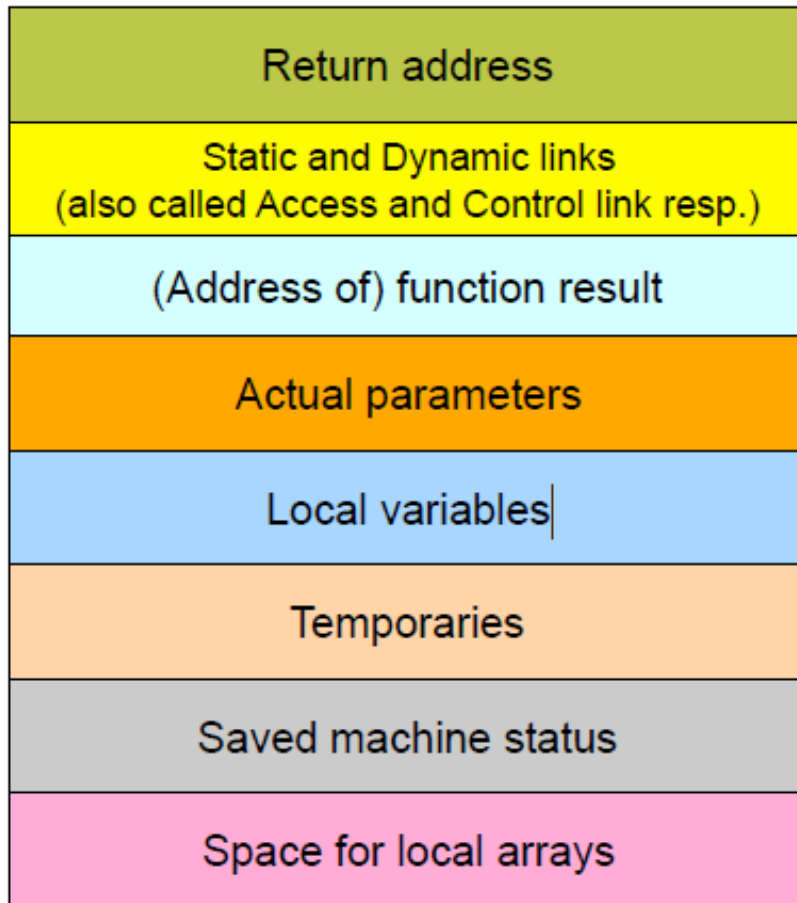 Return address
Static and Dynamic links
(also called Access and Control link resp.)
(Address of) function result
Actual parameters
Local variables
Temporaries
Saved machine status
Space for local arrays